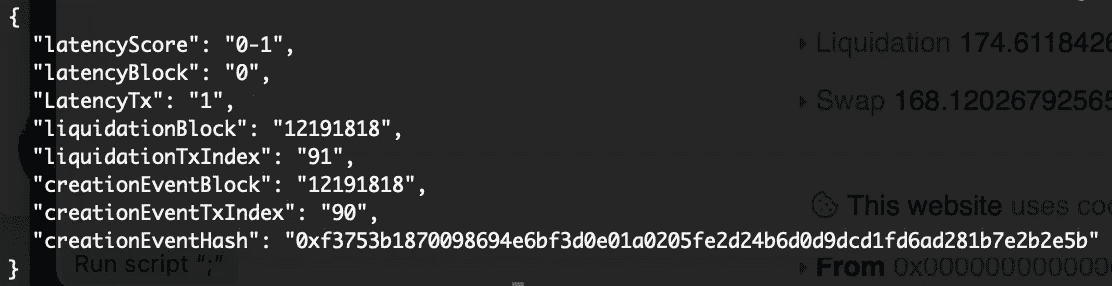 {
"latencyScore": "0-1",
"latencyBlock": "0",
"LatencyTx": "1",
"liquidationBlock": "12191818",
"liquidationTxIndex": "91",
"creationEventBlock": "12191818",
"creationEventTxIndex": "90",
"creationEventHash": "0xf3753b1870098694e6bf3d0e01a0205fe2d24b6d0d9dcd1fd6ad281b7e2b2e5b"
}
Liquidation 174.6118426
Swap 168.12026792565
This website uses coo
From 0x000000000000
Run script ";"